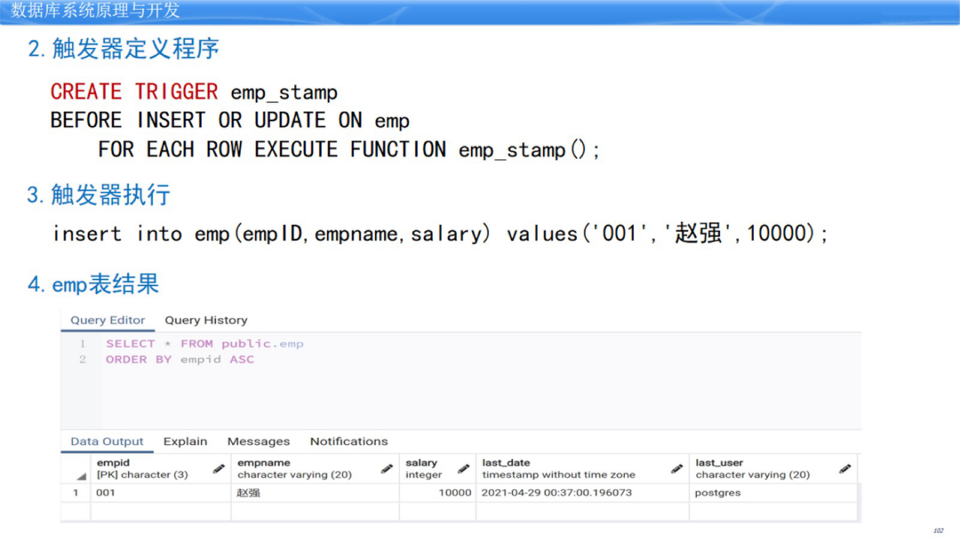 数据库系统原理与开发
2.触发器定义程序
CREATE TRIGGER emp_stamp
BEFORE INSERT OR UPDATE ON emp
FOR EACH ROW EXECUTE FUNCTION emp_stamp();
3.触发器执行
insert into emp(empID,empname,salary) values('001','赵强',10000);
4.emp表结果
Query Editor Query History
1 SELECT * FROM public.emp
2 ORDER BY empid ASC
Data Output Explain Messages Notifications
empid empname salary last_date last_user
[PK] character (3) character varying (20) integer timestamp without time zone character varying (20)
1 001 赵强 10000 2021-04-29 00:37:00.196073 postgres
102